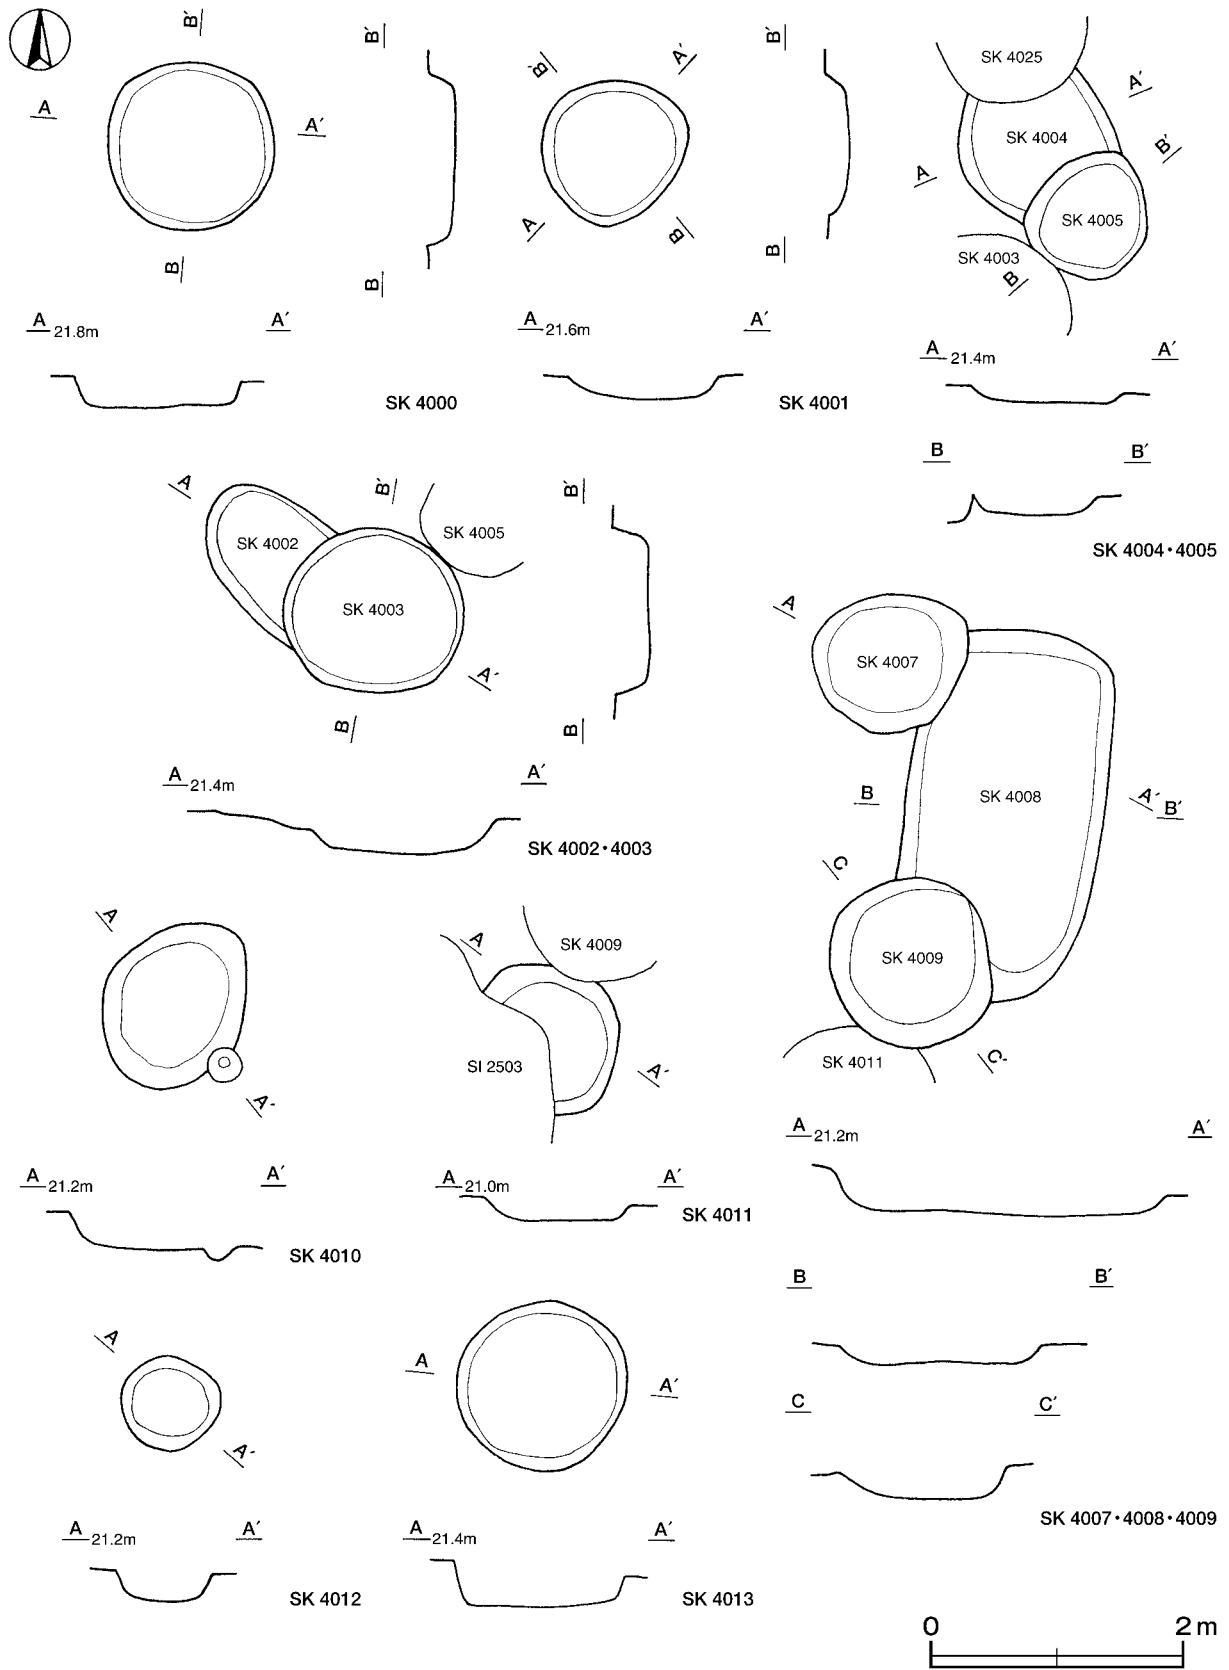 B B′
A A′
B′ B
SK 4000
A 21.8m A′
B′ A′
A B
B′ B
A 21.6m A′
SK 4001
SK 4025
A′
SK 4004
B′
A
SK 4005
SK 4003
B
A 21.4m A′
B B′
SK 4004・4005
A
B′
SK 4005
SK 4002
SK 4003
A′
B
B′ B
A 21.4m A′
SK 4002・4003
A
SK 4007
SK 4008
B
A′ B′
C
SK 4009
SK 4011
C′
A 21.2m A′
B B′
C C′
SK 4007・4008・4009
A
A′
A 21.2m A′
SK 4010
A
SK 4009
SI 2503
A′
A 21.0m A′
SK 4011
A
A′
A 21.2m A′
SK 4012
A
A′
A 21.4m A′
SK 4013
0 2 m